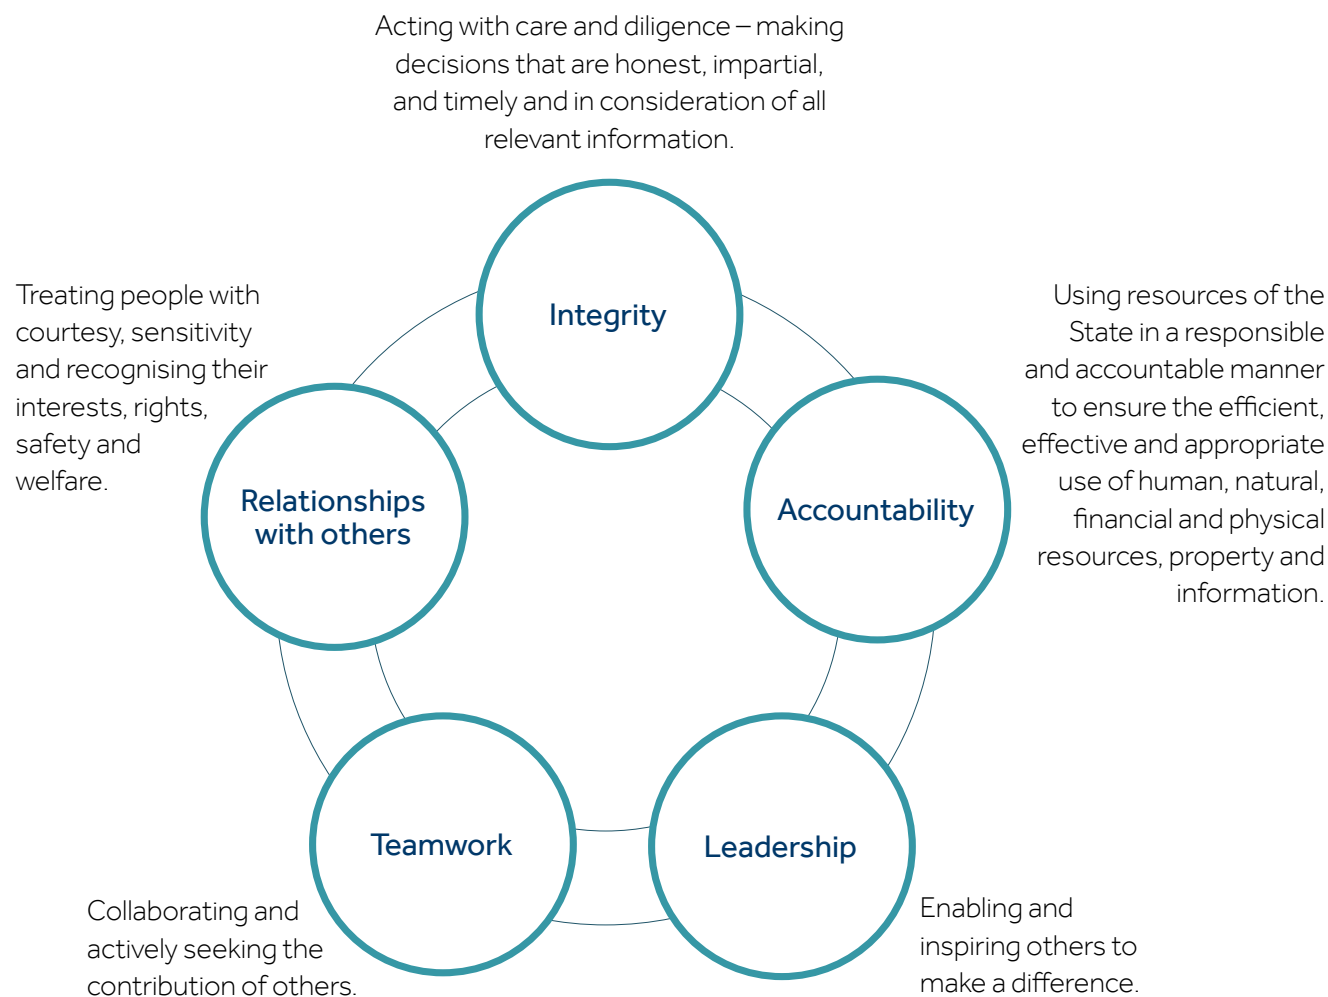 Acting with care and diligence – making
decisions that are honest, impartial,
and timely and in consideration of all
relevant information.
Integrity
Treating people with
courtesy, sensitivity
and recognising their
interests, rights,
safety and
welfare.
Relationships
with others
Using resources of the
State in a responsible
and accountable manner
to ensure the efficient,
effective and appropriate
use of human, natural,
financial and physical
resources, property and
information.
Accountability
Teamwork
Collaborating and
actively seeking the
contribution of others.
Leadership
Enabling and
inspiring others to
make a difference.